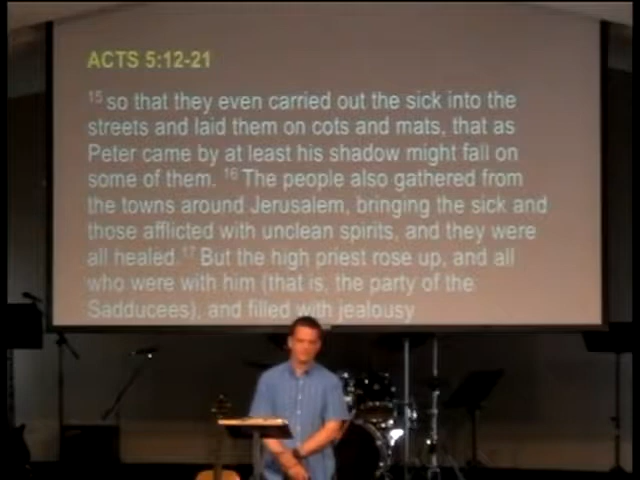 ACTS 5:12-21
15 so that they even carried out the sick into the
streets and laid them on cots and mats, that as
Peter came by at least his shadow might fall on
some of them. 16 The people also gathered from
the towns around Jerusalem, bringing the sick and
those afflicted with unclean spirits, and they were
all healed. 17 But the high priest rose up, and all
who were with him (that is, the party of the
Sadducees), and filled with jealousy